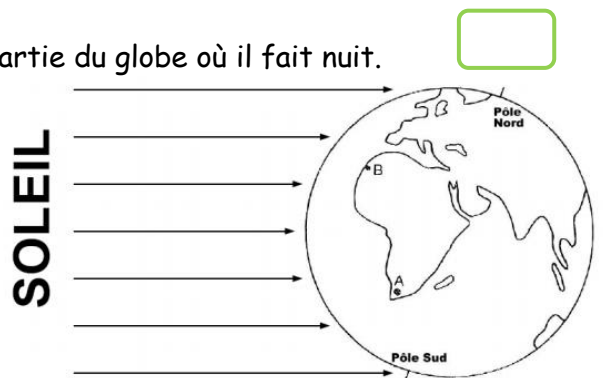 artie du globe où il fait nuit.
Pôle
Nord
SOLEIL
B
A
Pôle Sud